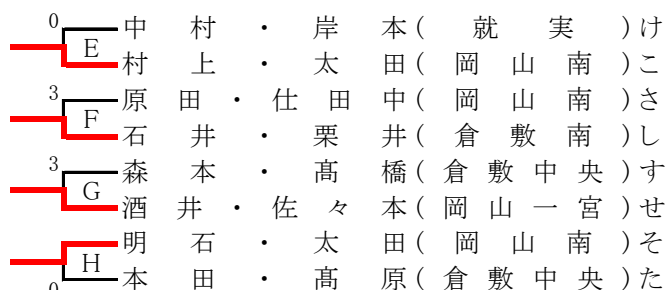 0 中村・岸本(就実)け
E
村上・太田(岡山南)こ
3 原田・仕田中(岡山南)さ
F
石井・栗井(倉敷南)し
3 森本・髙橋(倉敷中央)す
G
酒井・佐々本(岡山一宮)せ
明石・太田(岡山南)そ
H
0 本田・髙原(倉敷中央)た